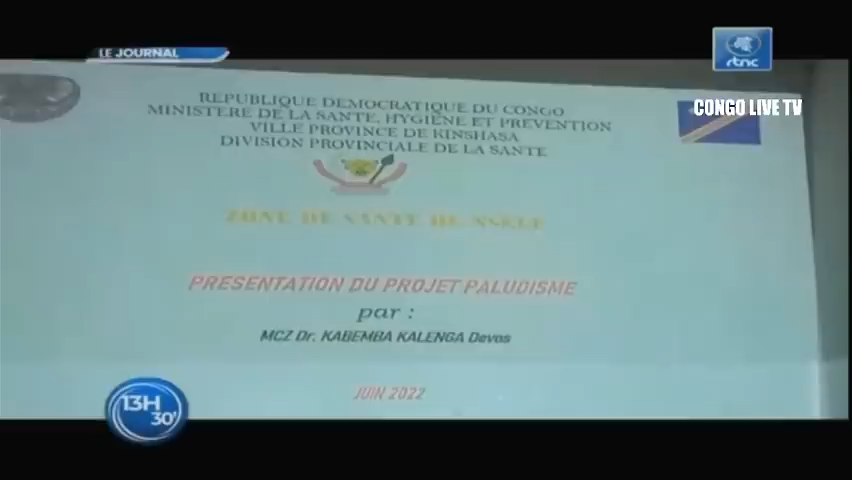 LE JOURNAL
rtnc
CONGO LIVE TV
REPUBLIQUE DEMOCRATIQUE DU CONGO
MINISTERE DE LA SANTE, HYGIENE ET PREVENTION
VILLE PROVINCE DE KINSHASA
DIVISION PROVINCIALE DE LA SANTE
ZONE DE SANTE DE NSELE
PRESENTATION DU PROJET PALUDISME
par :
MCZ Dr. KABEMBA KALENGA Devos
JUIN 2022
13H
30'